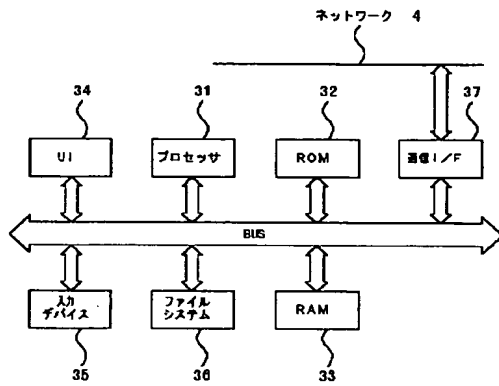 ネットワーク 4
34
31
32
37
UI
プロセッサ
ROM
通信I/F
BUS
入力
デバイス
ファイル
システム
RAM
35
36
33